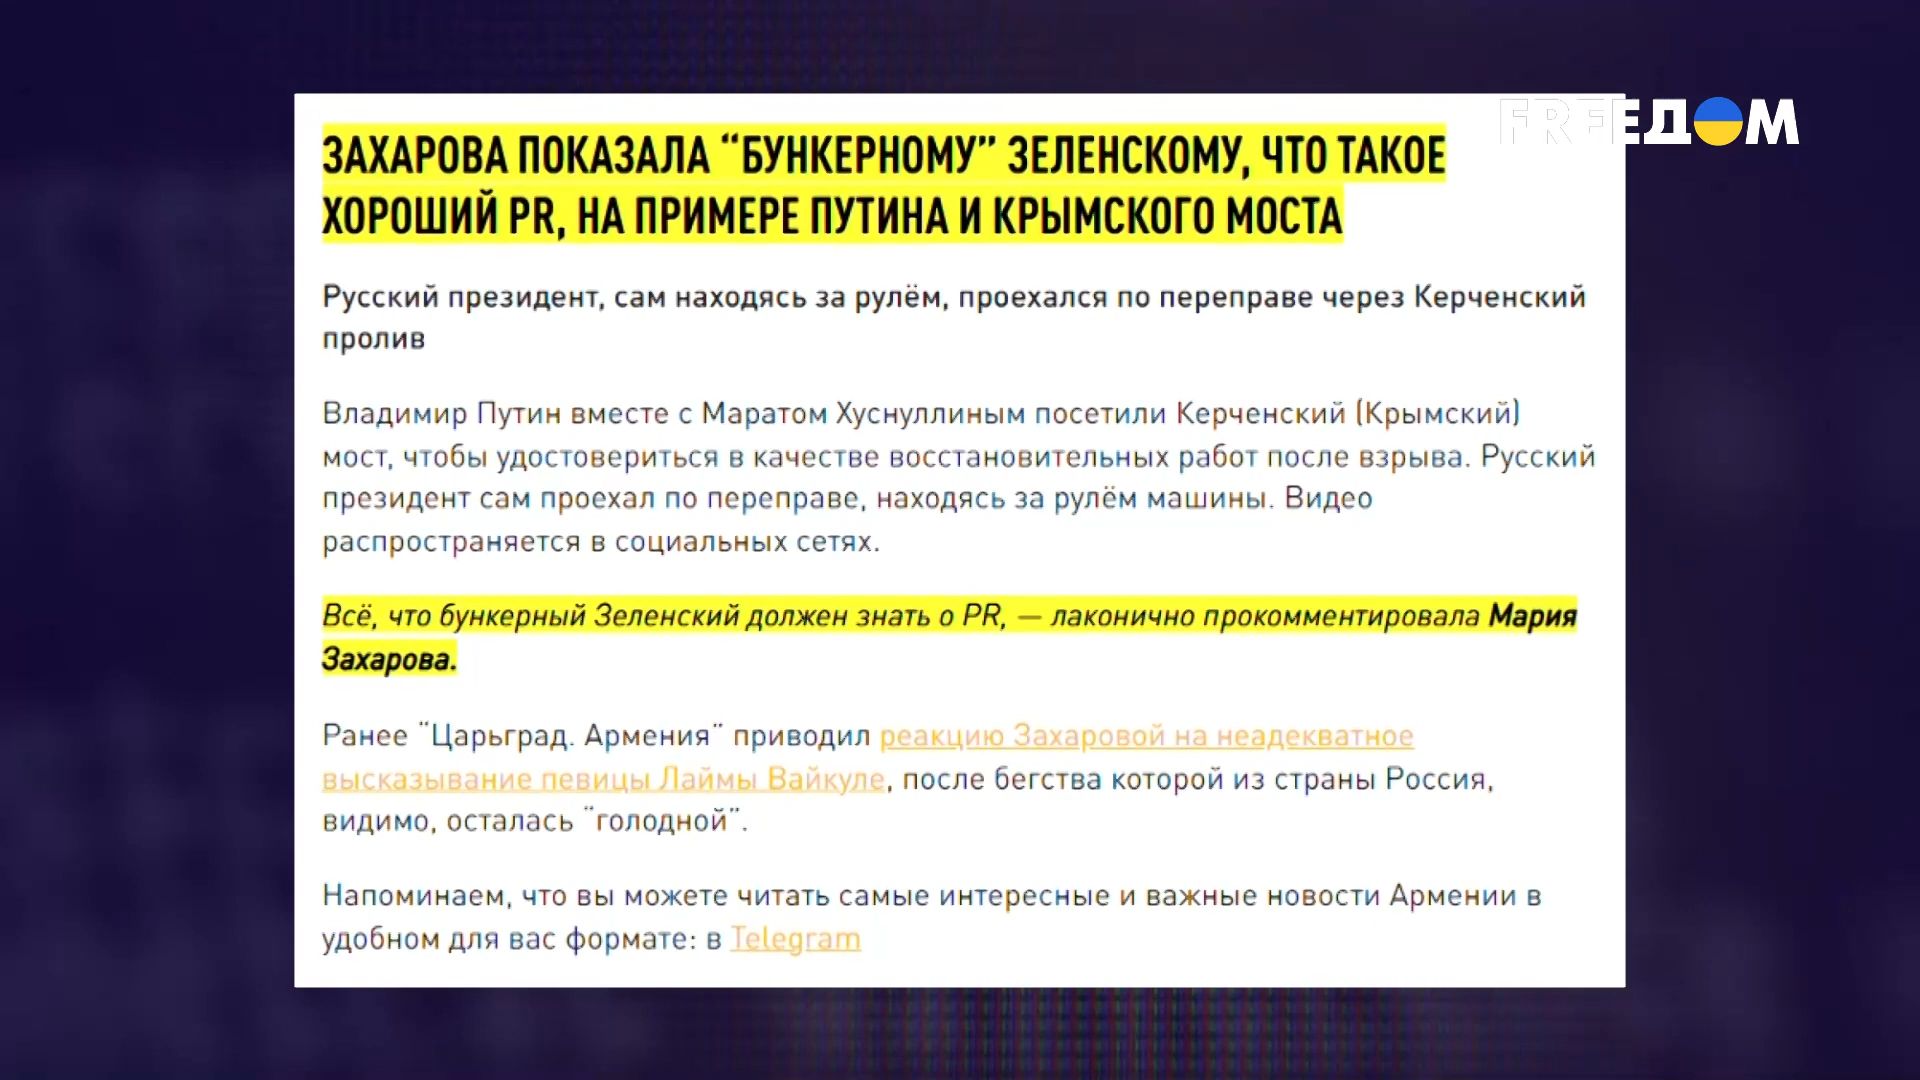 FREEДOM
ЗАХАРОВА ПОКАЗАЛА “БУНКЕРНОМУ” ЗЕЛЕНСКОМУ, ЧТО ТАКОЕ
ХОРОШИЙ PR, НА ПРИМЕРЕ ПУТИНА И КРЫМСКОГО МОСТА
Русский президент, сам находясь за рулём, проехался по переправе через Керченский
пролив
Владимир Путин вместе с Маратом Хуснуллиным посетили Керченский (Крымский)
мост, чтобы удостовериться в качестве восстановительных работ после взрыва. Русский
президент сам проехал по переправе, находясь за рулём машины. Видео
распространяется в социальных сетях.
Всё, что бункерный Зеленский должен знать о PR, — лаконично прокомментировала Мария
Захарова.
Ранее "Царьград. Армения" приводил реакцию Захаровой на неадекватное
высказывание певицы Лаймы Вайкуле, после бегства которой из страны Россия,
видимо, осталась "голодной".
Напоминаем, что вы можете читать самые интересные и важные новости Армении в
удобном для вас формате: в Telegram